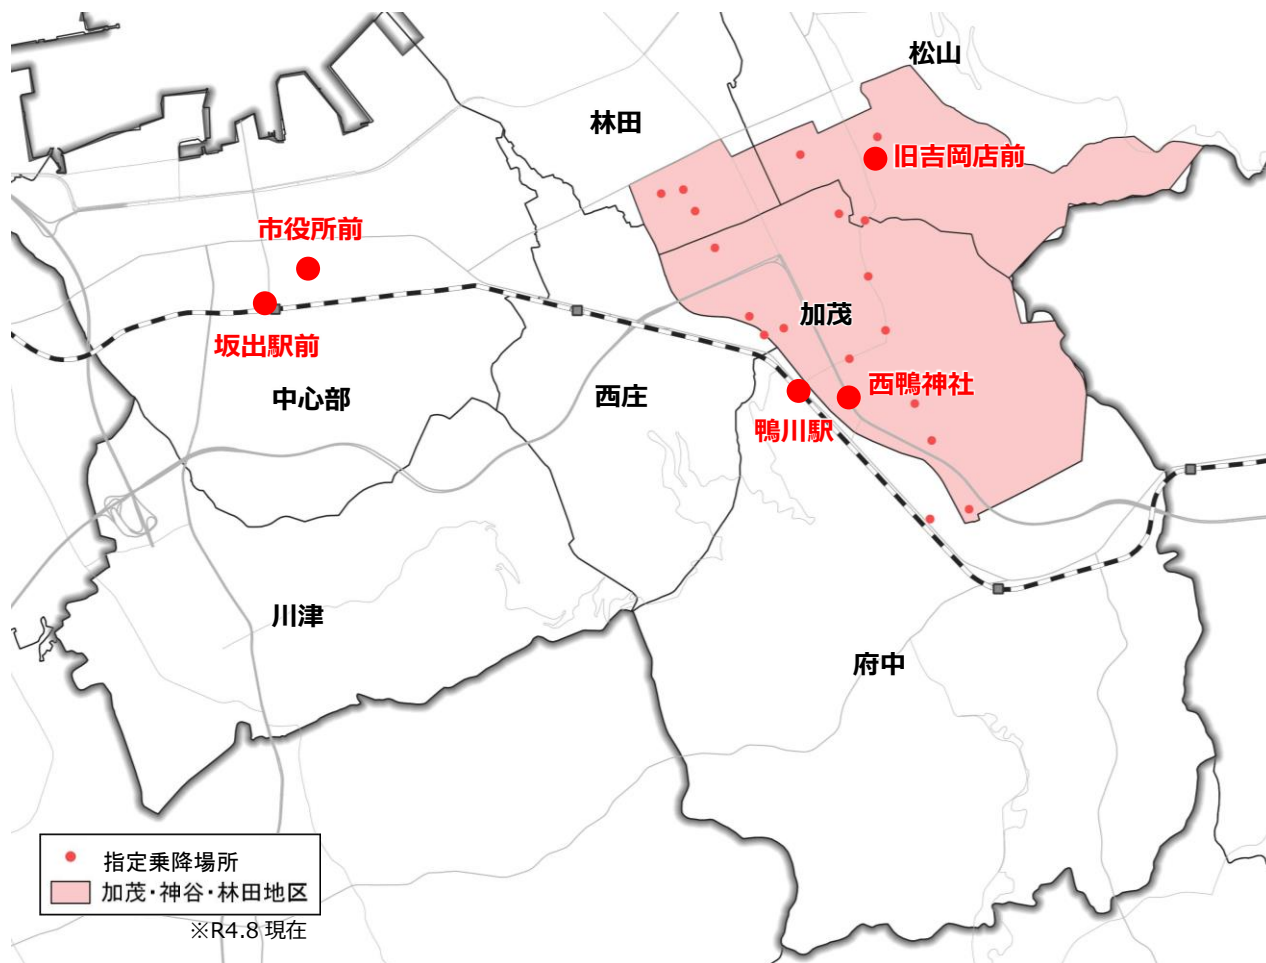 松山
林田
旧吉岡店前
市役所前
加茂
坂出駅前
西鴨神社
中心部
西庄
鴨川駅
川津
府中
指定乗降場所
加茂・神谷・林田地区
※R4.8 現在